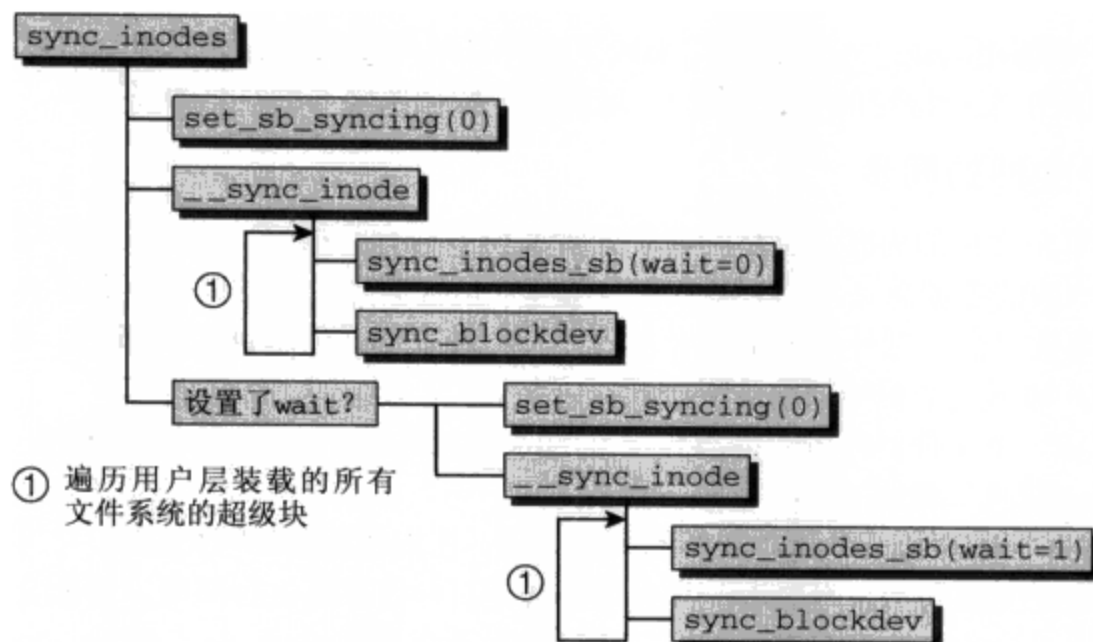 sync_inodes
set_sb_syncing(0)
__sync_inode
①
sync_inodes_sb(wait=0)
sync_blockdev
设置了wait?
set_sb_syncing(0)
__sync_inode
①
sync_inodes_sb(wait=1)
sync_blockdev
① 遍历用户层装载的所有
文件系统的超级块